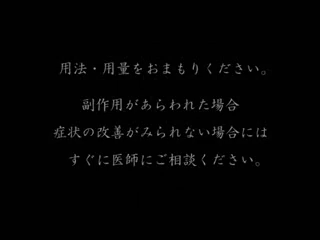 用法・用量をおまもりください。
副作用があらわれた場合
症状の改善がみられない場合には
すぐに医師にご相談ください。